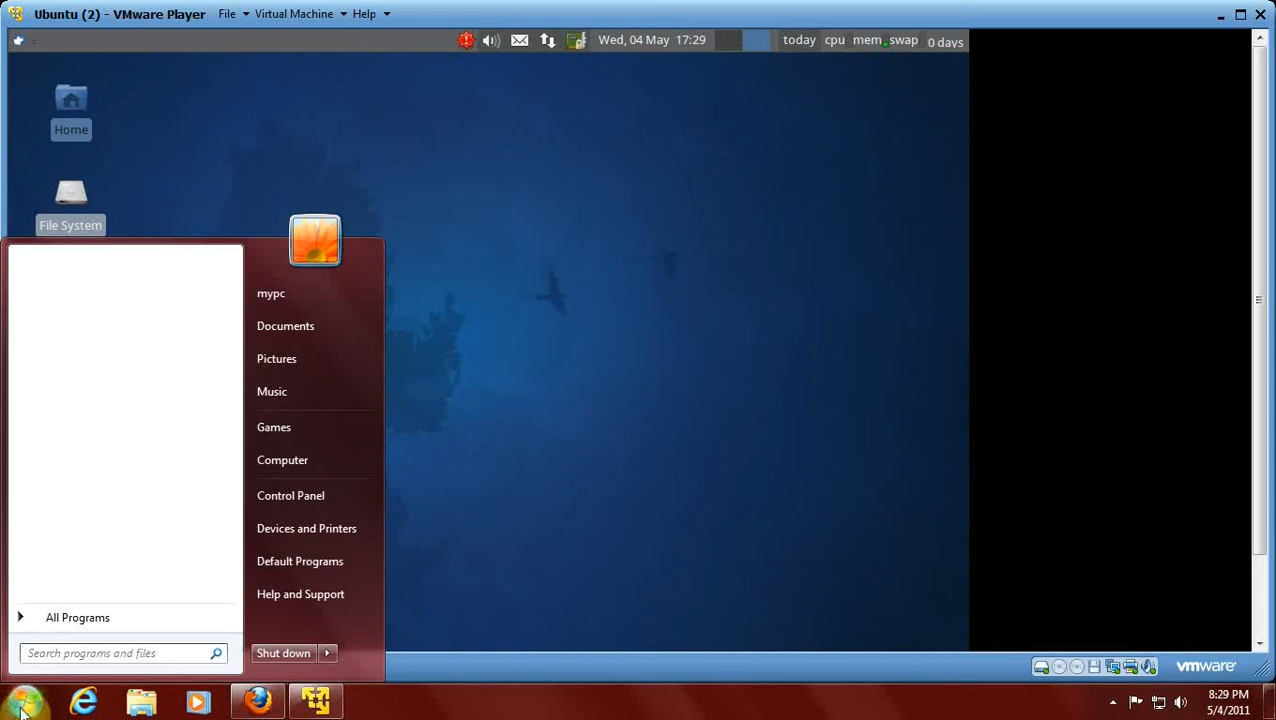 Ubuntu (2) - VMware Player File Virtual Machine Help
Wed, 04 May 17:29 today cpu mem swap 0 days
Home
File System
mypc
Documents
Pictures
Music
Games
Computer
Control Panel
Devices and Printers
Default Programs
Help and Support
All Programs
Search programs and files
Shut down
vmware
8:29 PM
5/4/2011